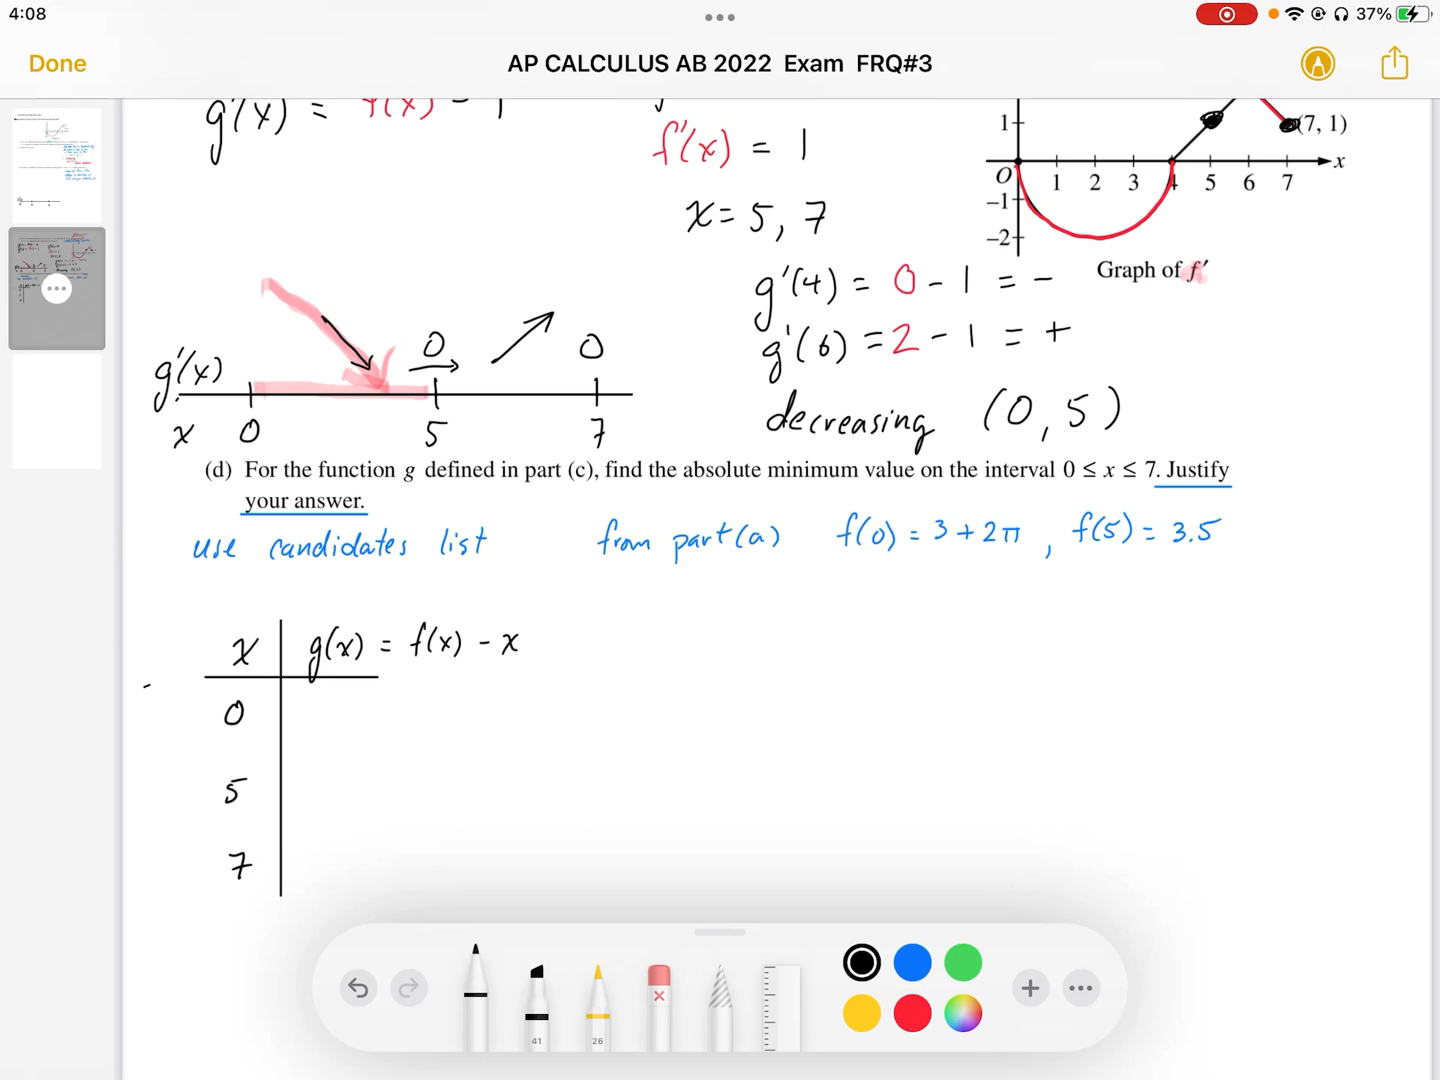 4:08
37%
Done
AP CALCULUS AB 2022 Exam FRQ#3
g'(x) = f'(x) - 1
f'(x) = 1
x = 5, 7
1
(7, 1)
O 1 2 3 4 5 6 7 x
-1
-2
Graph of f'
g'(4) = 0 - 1 = -
g'(6) = 2 - 1 = +
decreasing (0, 5)
0 0
g'(x)
x 0 5 7
(d) For the function g defined in part (c), find the absolute minimum value on the interval 0 ≤ x ≤ 7. Justify
your answer.
use candidates list from part(a) f(0) = 3 + 2π , f(5) = 3.5
x g(x) = f(x) - x
0
5
7
41 26